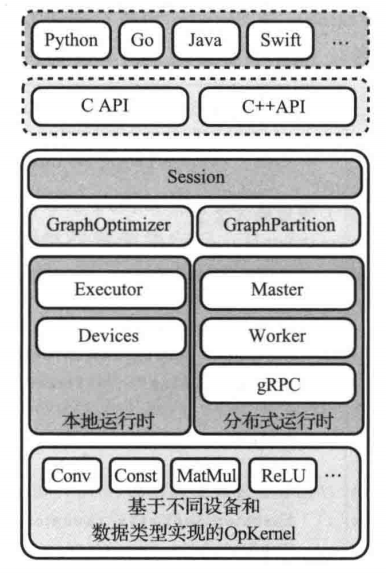 Python Go Java Swift …
C API C++API
Session
GraphOptimizer GraphPartition
Executor Master
Devices Worker
gRPC
本地运行时 分布式运行时
Conv Const MatMul ReLU …
基于不同设备和
数据类型实现的OpKernel